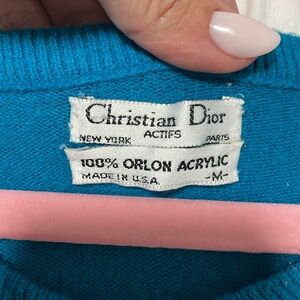 Christian Dior
ACTIFS
NEW YORK PARIS
100% ORLON ACRYLIC
MADE IN U.S.A. -M-